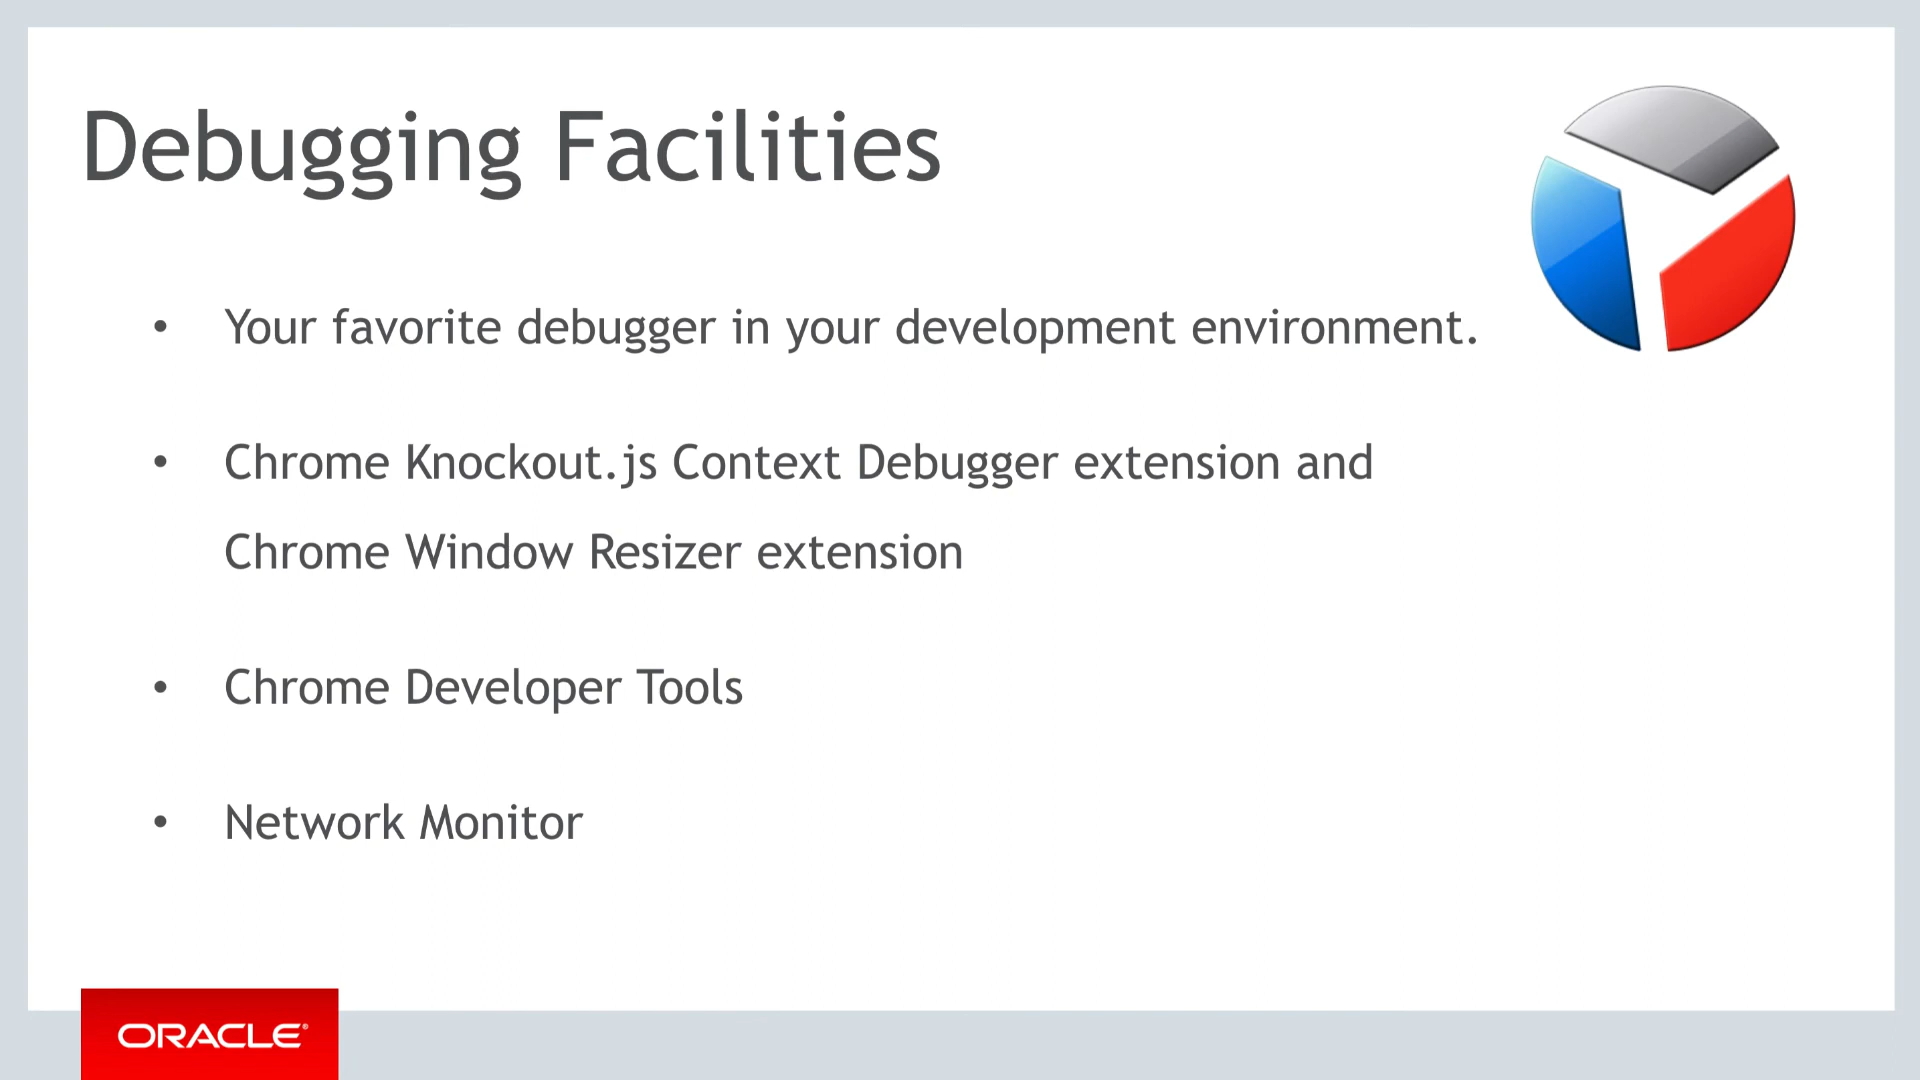 Debugging Facilities
• Your favorite debugger in your development environment.
• Chrome Knockout.js Context Debugger extension and
Chrome Window Resizer extension
• Chrome Developer Tools
• Network Monitor
ORACLE®